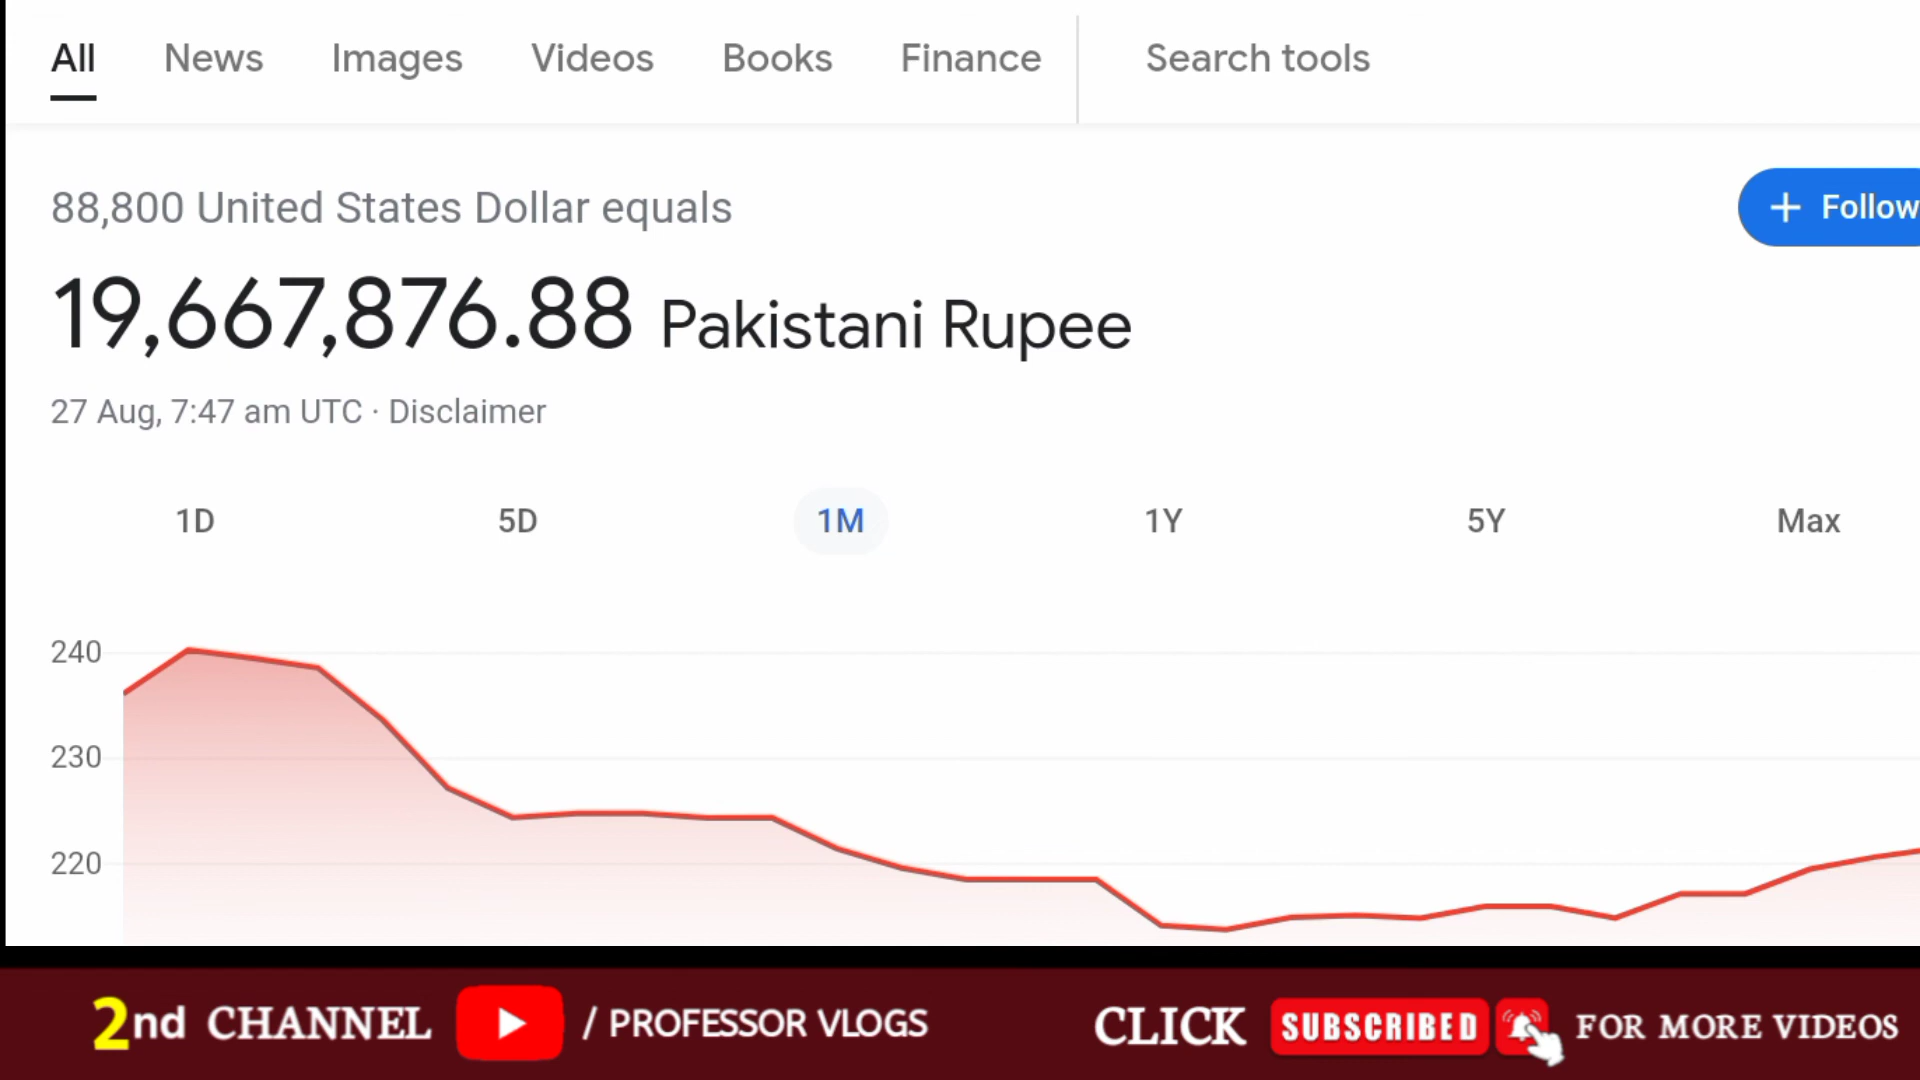 All News Images Videos Books Finance Search tools
88,800 United States Dollar equals
+ Follow
19,667,876.88 Pakistani Rupee
27 Aug, 7:47 am UTC · Disclaimer
1D 5D 1M 1Y 5Y Max
240
230
220
2nd CHANNEL / PROFESSOR VLOGS CLICK SUBSCRIBED FOR MORE VIDEOS